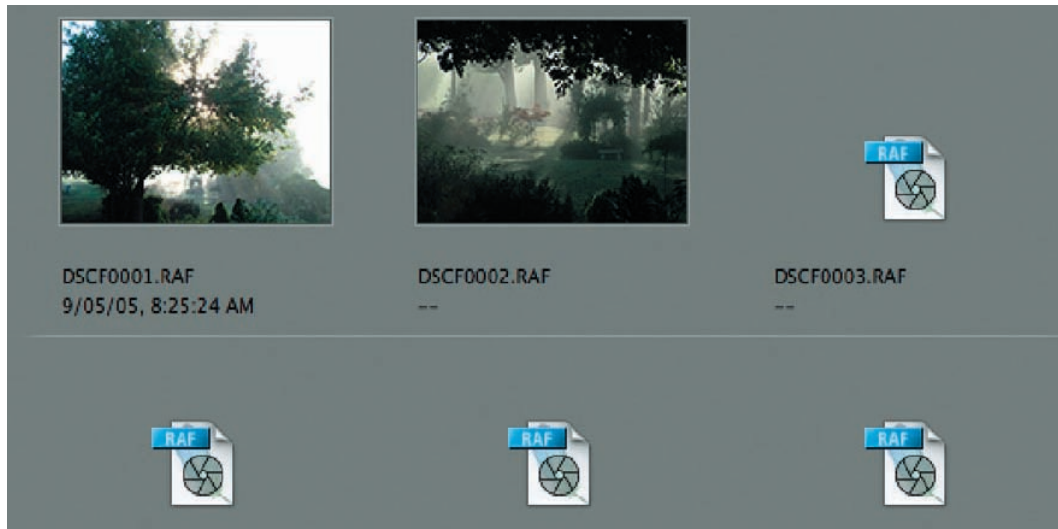 RAF
DSCF0001.RAF
DSCF0002.RAF
DSCF0003.RAF
9/05/05, 8:25:24 AM
--
--
RAF
RAF
RAF